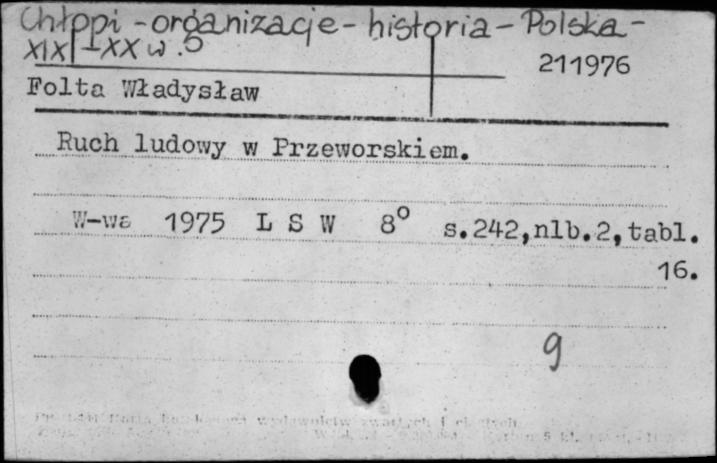 Chłopi - organizacje - historia - Polska -
XIX - XX w.
211976
Folta Władysław
Ruch ludowy w Przeworskiem.
W-wa 1975 L S W 8° s.242,nlb.2,tabl.
16.
9